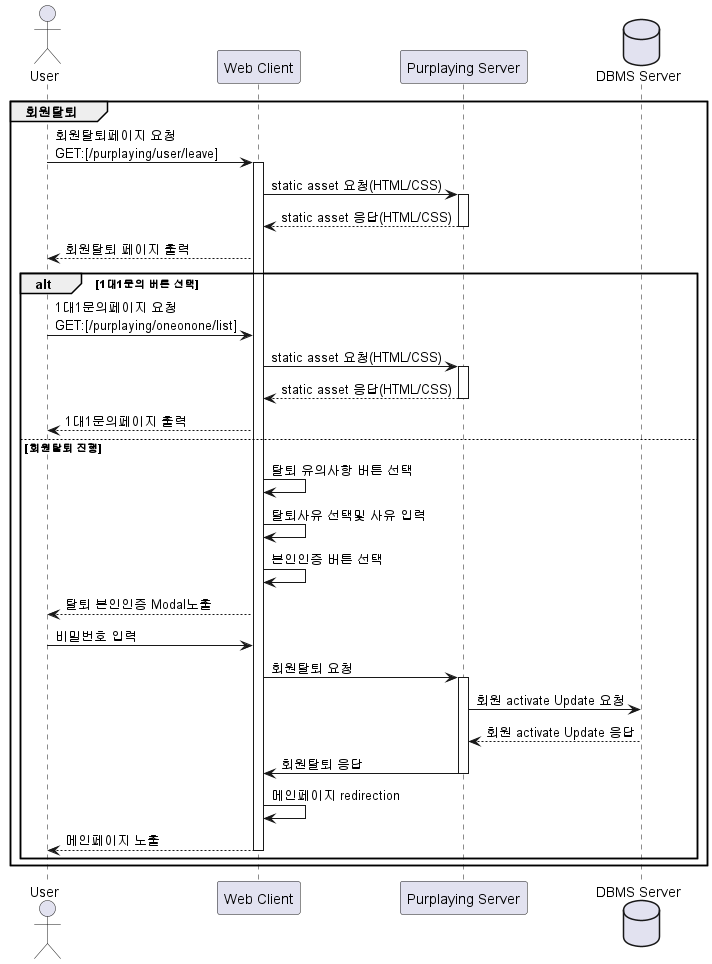 User
Web Client
Purplaying Server
DBMS Server
회원탈퇴
회원탈퇴페이지 요청
GET:[/purplaying/user/leave]
static asset 요청(HTML/CSS)
static asset 응답(HTML/CSS)
회원탈퇴 페이지 출력
alt [1대1문의 버튼 선택]
1대1문의페이지 요청
GET:[/purplaying/oneonone/list]
static asset 요청(HTML/CSS)
static asset 응답(HTML/CSS)
1대1문의페이지 출력
[회원탈퇴 진행]
탈퇴 유의사항 버튼 선택
탈퇴사유 선택및 사유 입력
본인인증 버튼 선택
탈퇴 본인인증 Modal노출
비밀번호 입력
회원탈퇴 요청
회원 activate Update 요청
회원 activate Update 응답
회원탈퇴 응답
메인페이지 redirection
메인페이지 노출
User
Web Client
Purplaying Server
DBMS Server